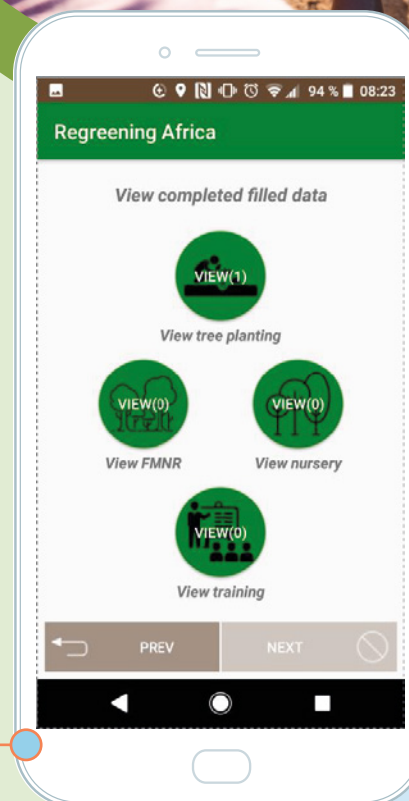 94 % 08:23
Regreening Africa
View completed filled data
VIEW(1)
View tree planting
VIEW(0) VIEW(0)
View FMNR View nursery
VIEW(0)
View training
PREV NEXT